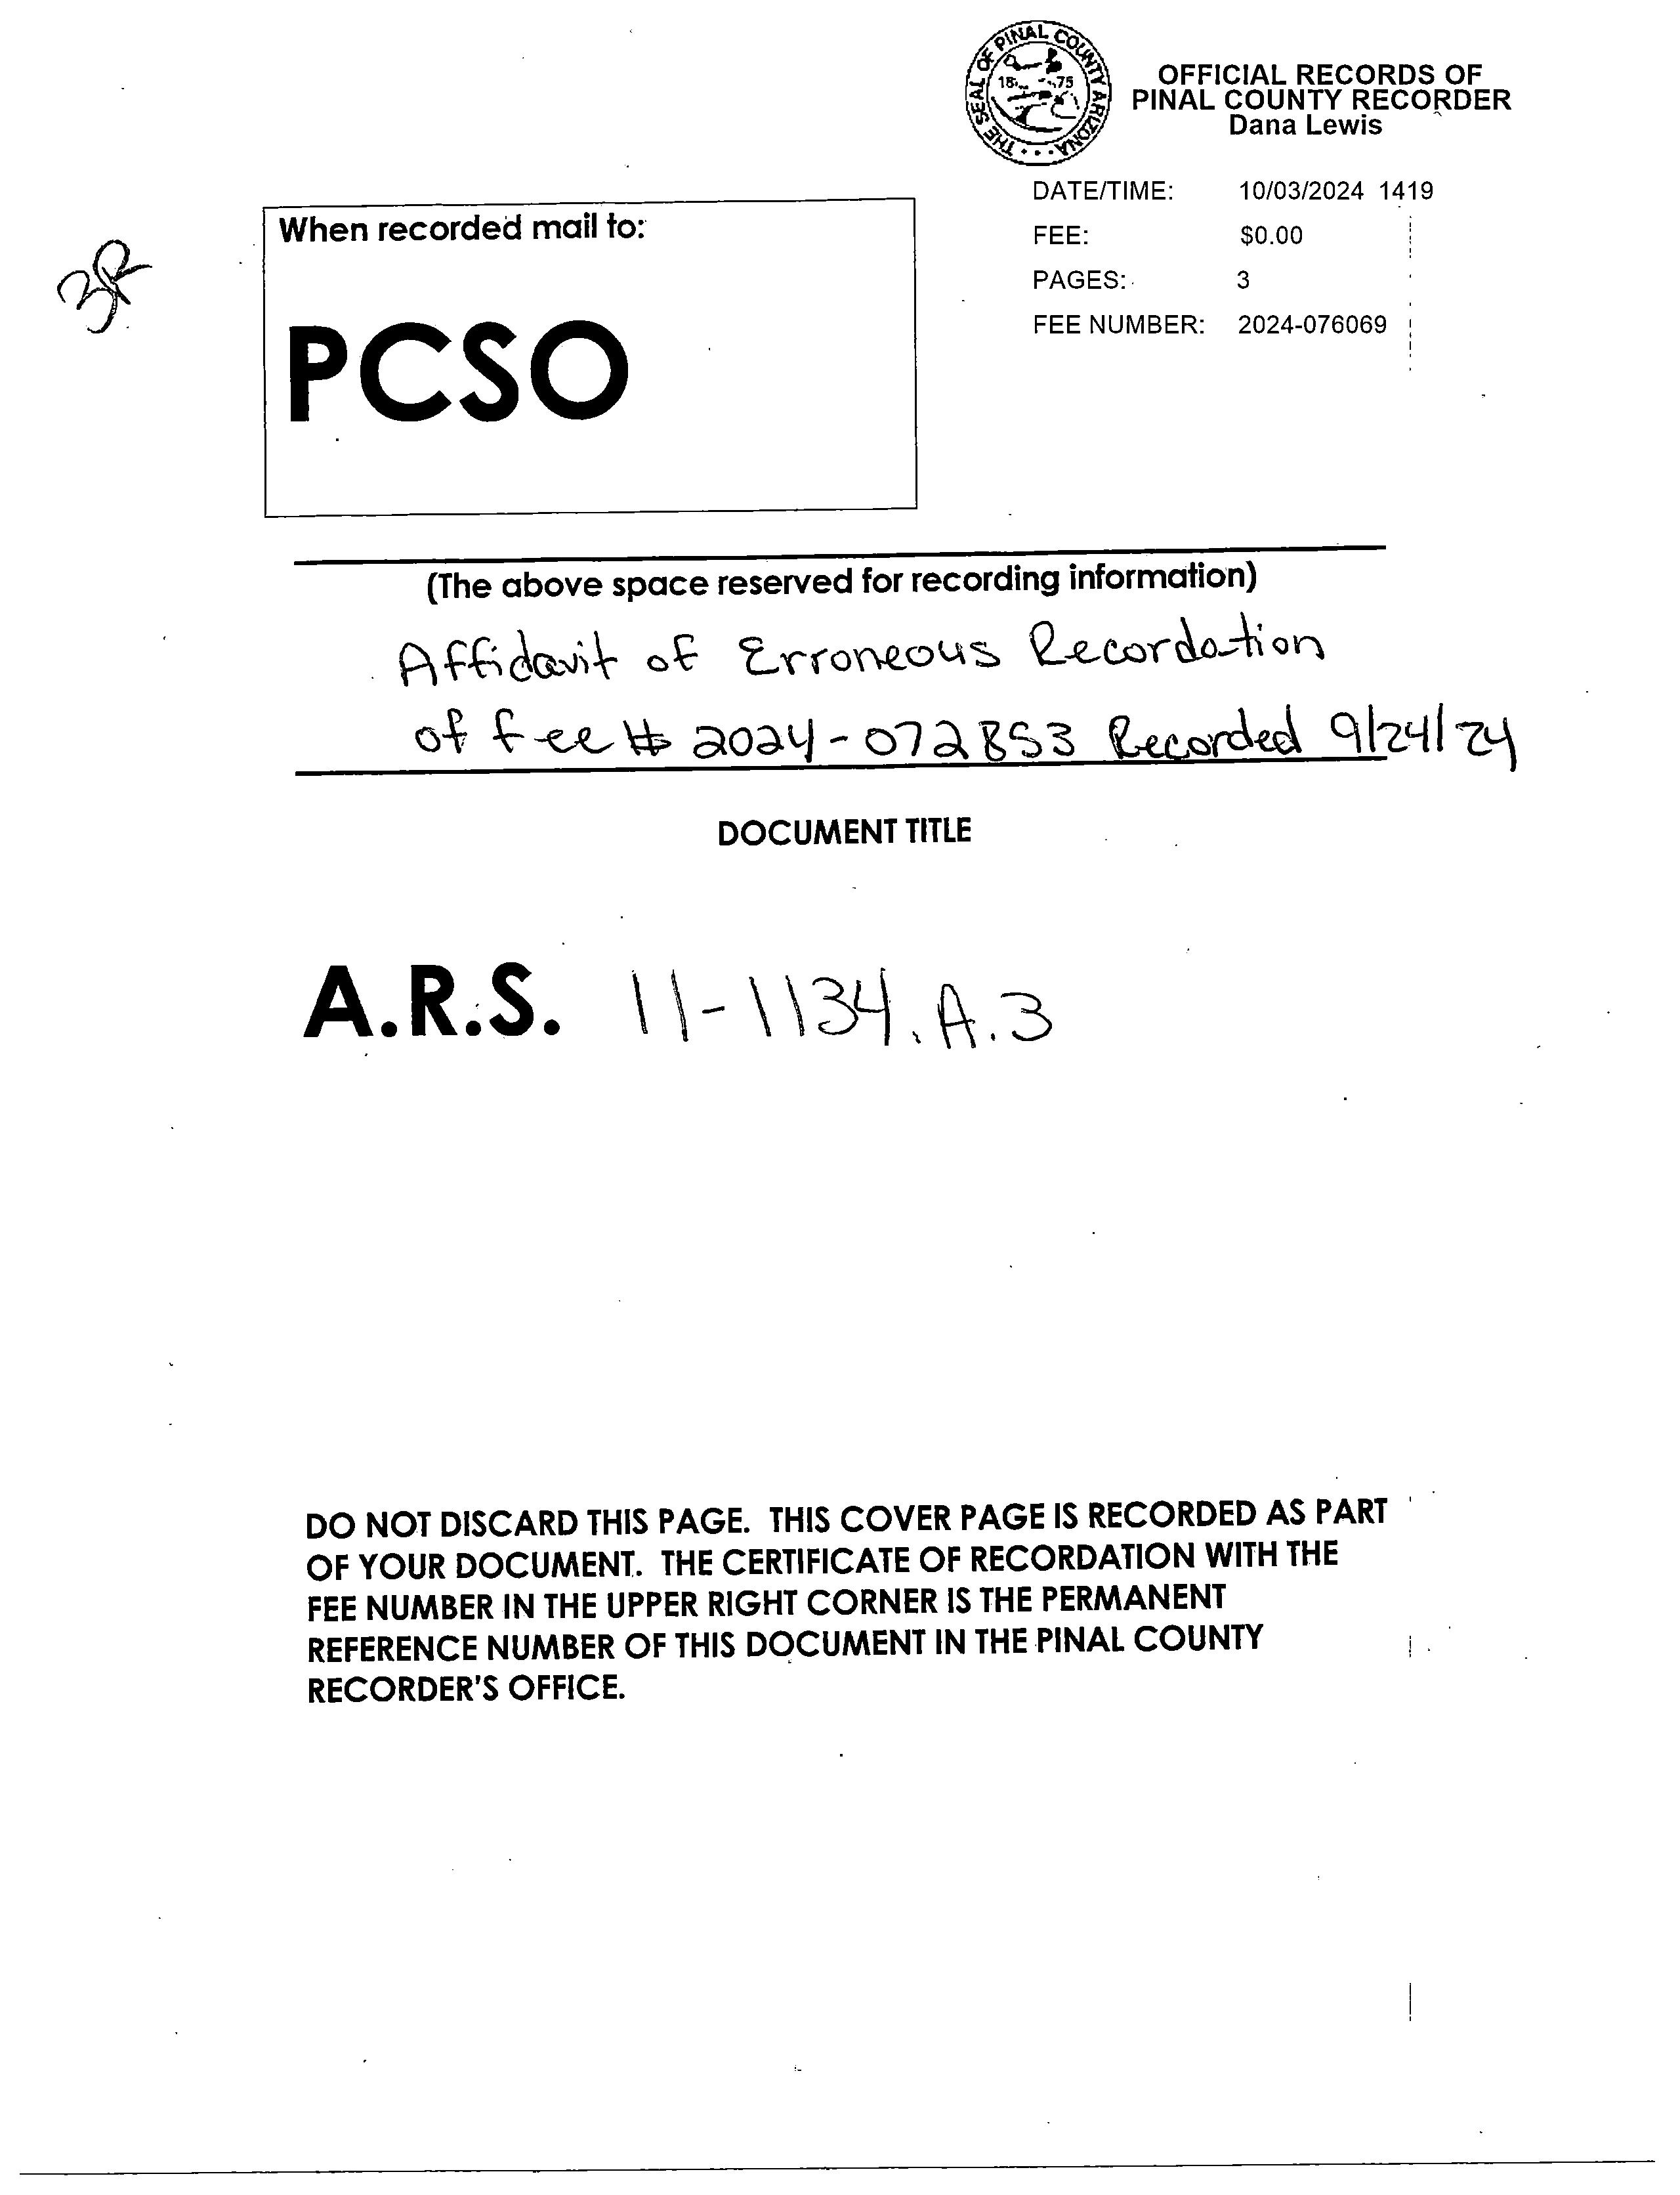 THE SEAL OF PINAL COUNTY ARIZONA
18 75
OFFICIAL RECORDS OF
PINAL COUNTY RECORDER
Dana Lewis
DATE/TIME: 10/03/2024 1419
FEE: $0.00
PAGES: 3
FEE NUMBER: 2024-076069
3R
When recorded mail to:
PCSO
(The above space reserved for recording information)
Affidavit of Erroneous Recordation
of fee # 2024-072853 Recorded 9/24/24
DOCUMENT TITLE
A.R.S. 11-1134.A.3
DO NOT DISCARD THIS PAGE. THIS COVER PAGE IS RECORDED AS PART
OF YOUR DOCUMENT. THE CERTIFICATE OF RECORDATION WITH THE
FEE NUMBER IN THE UPPER RIGHT CORNER IS THE PERMANENT
REFERENCE NUMBER OF THIS DOCUMENT IN THE PINAL COUNTY
RECORDER'S OFFICE.